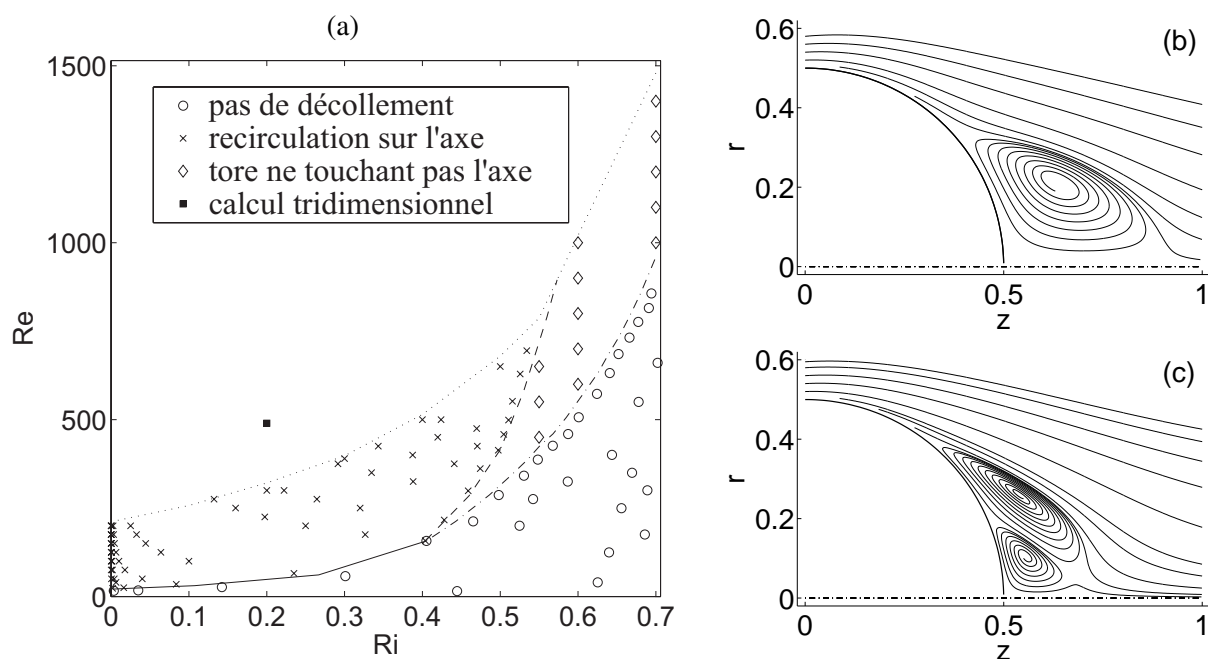 (a)
1500
1000
500
0
Re
pas de décollement
recirculation sur l'axe
tore ne touchant pas l'axe
calcul tridimensionnel
0 0.1 0.2 0.3 0.4 0.5 0.6 0.7
Ri
(b)
0.6
0.4
0.2
0
r
0 0.5 1
z
(c)
0.6
0.4
0.2
0
r
0 0.5 1
z